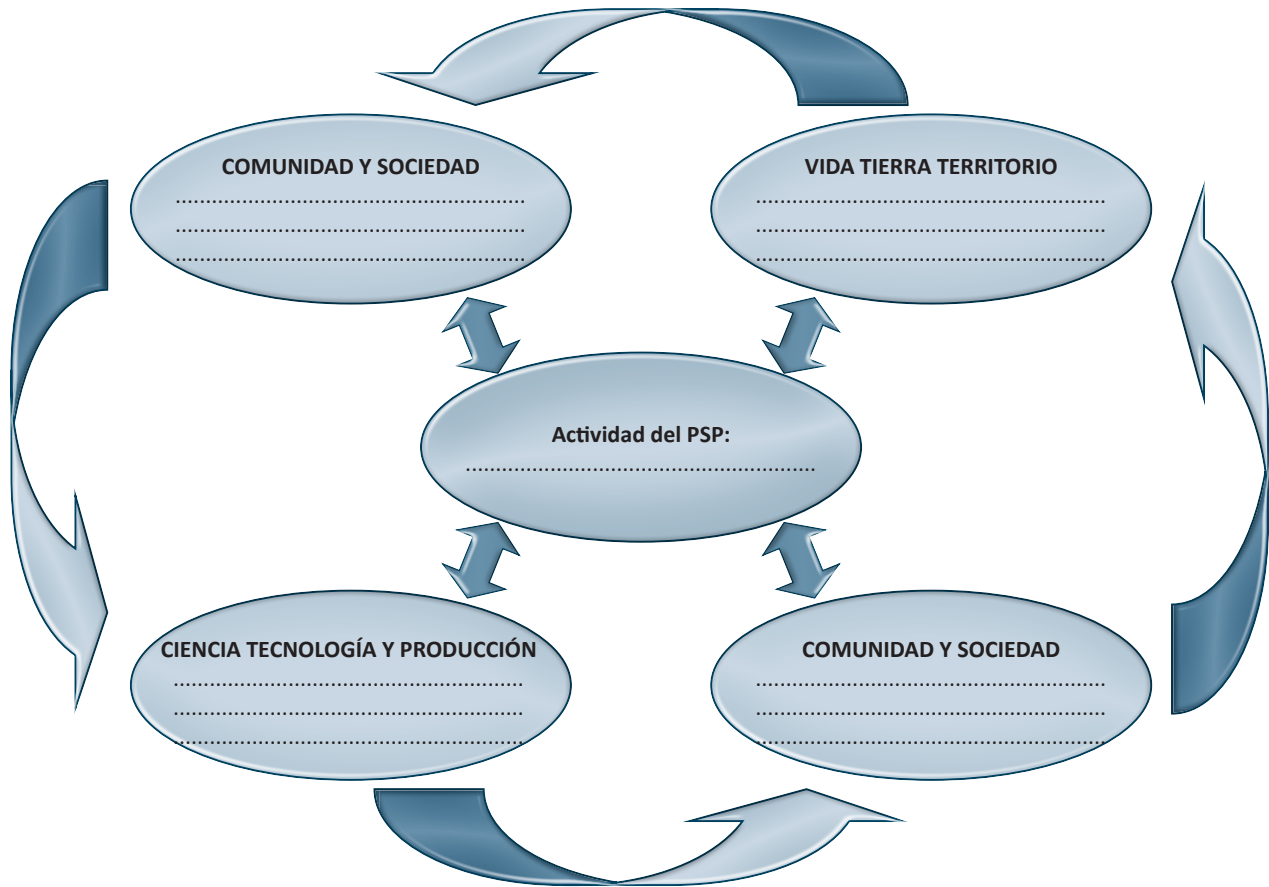 COMUNIDAD Y SOCIEDAD
..........................................................
..........................................................
..........................................................
VIDA TIERRA TERRITORIO
..........................................................
..........................................................
..........................................................
Actividad del PSP:
..........................................................
CIENCIA TECNOLOGÍA Y PRODUCCIÓN
..........................................................
..........................................................
..........................................................
COMUNIDAD Y SOCIEDAD
..........................................................
..........................................................
..........................................................